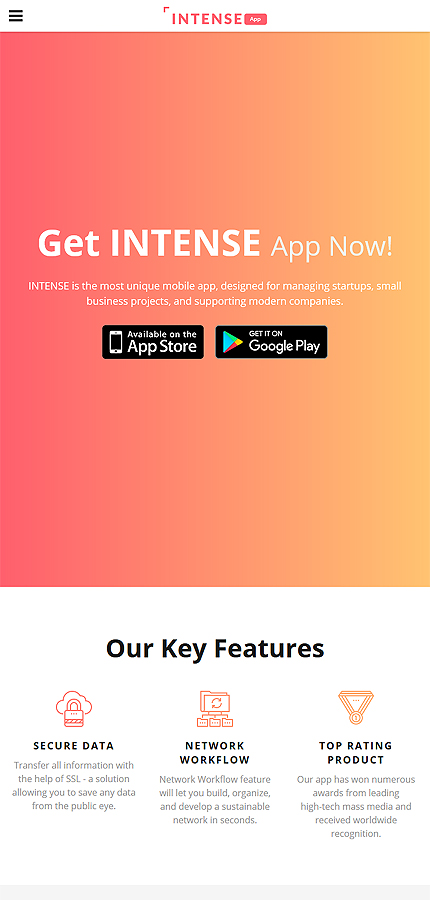 INTENSE App
Get INTENSE App Now!
INTENSE is the most unique mobile app, designed for managing startups, small
business projects, and supporting modern companies.
Available on the
App Store
GET IT ON
Google Play
Our Key Features
SECURE DATA
Transfer all information with
the help of SSL - a solution
allowing you to save any data
from the public eye.
NETWORK
WORKFLOW
Network Workflow feature
will let you build, organize,
and develop a sustainable
network in seconds.
TOP RATING
PRODUCT
Our app has won numerous
awards from leading
high-tech mass media and
received worldwide
recognition.